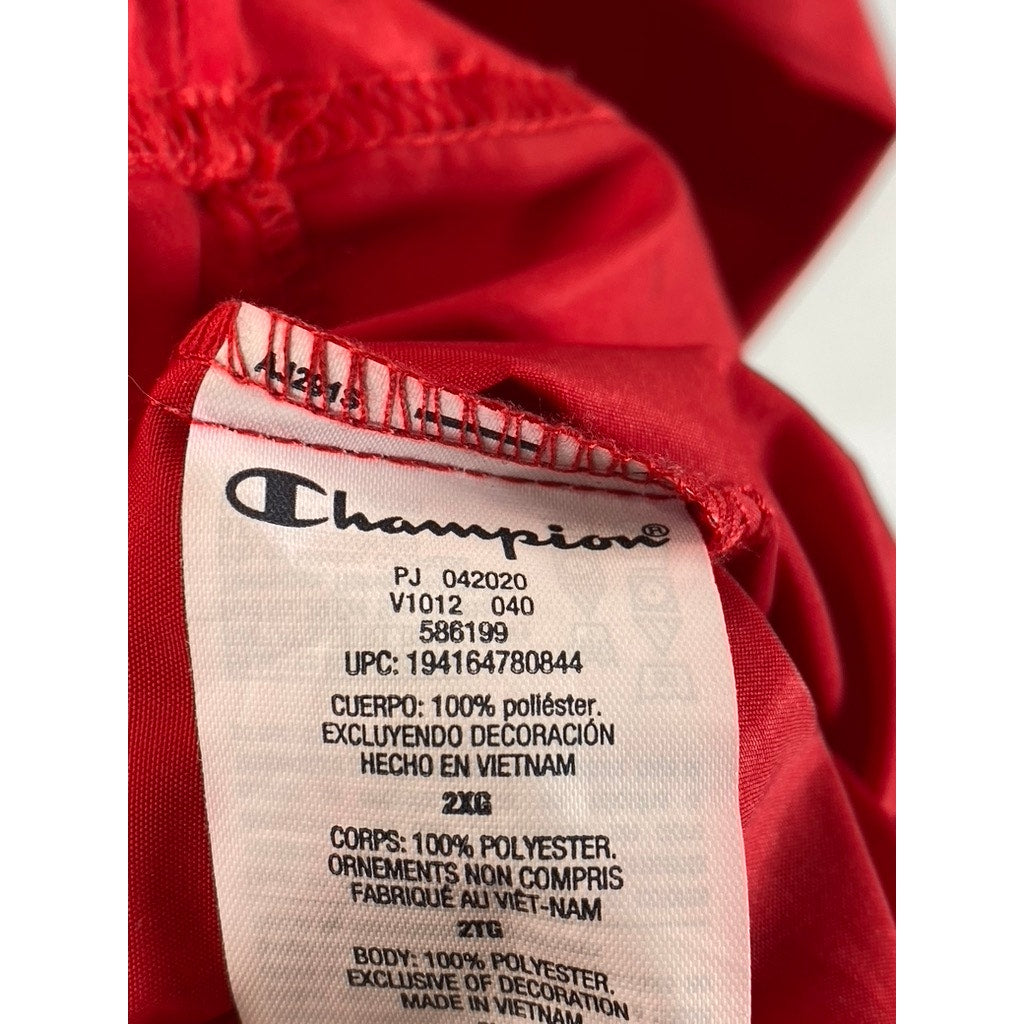 Champion®
PJ 042020
V1012 040
586199
UPC: 194164780844
CUERPO: 100% poliéster.
EXCLUYENDO DECORACIÓN
HECHO EN VIETNAM
2XG
CORPS: 100% POLYESTER.
ORNEMENTS NON COMPRIS
FABRIQUÉ AU VIÊT-NAM
2TG
BODY: 100% POLYESTER.
EXCLUSIVE OF DECORATION
MADE IN VIETNAM